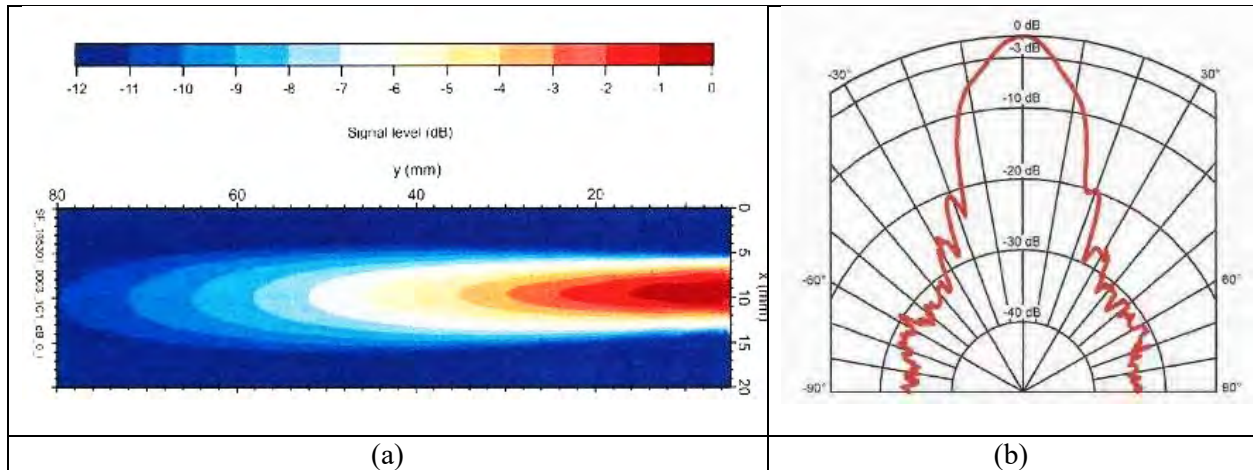 -12 -11 -10 -9 -8 -7 -6 -5 -4 -3 -2 -1 0
Signal level (dB)
y (mm)
80 60 40 20
0
5
10
15
20
x (mm)
(a)
0 dB
-3 dB
-30° 30°
-10 dB
-20 dB
-30 dB
-60° 60°
-40 dB
-90°
(b)